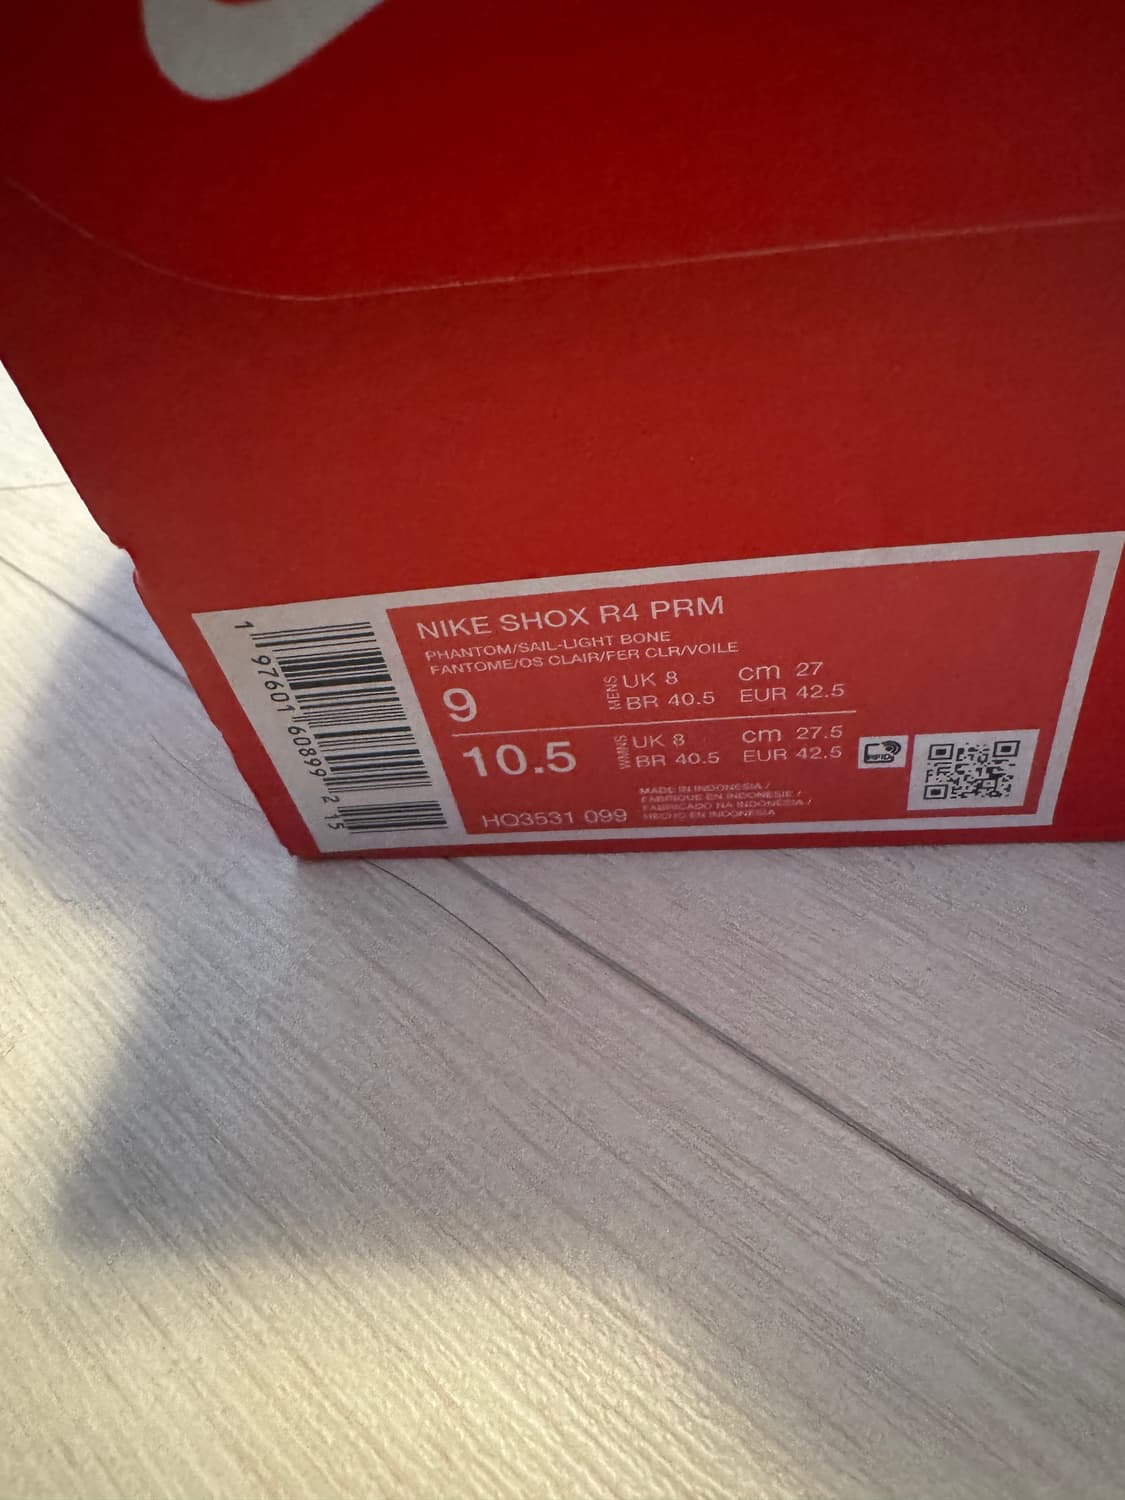 NIKE SHOX R4 PRM
PHANTOM/SAIL-LIGHT BONE
FANTOME/OS CLAIR/FER CLR/VOILE
9 MENS UK 8 cm 27
BR 40.5 EUR 42.5
10.5 WMNS UK 8 cm 27.5
BR 40.5 EUR 42.5
RFID
MADE IN INDONESIA /
FABRIQUE EN INDONESIE /
FABRICADO NA INDONESIA /
HECHO EN INDONESIA
HQ3531 099
1 97601 60899 2 15